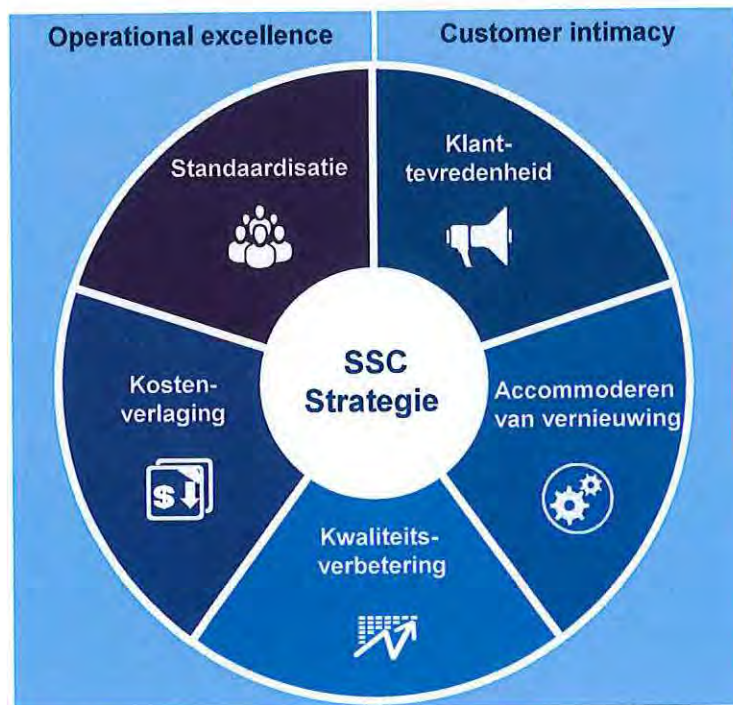 Operational excellence
Customer intimacy
Standaardisatie
Klant-
tevredenheid
Kosten-
verlaging
$
SSC
Strategie
Accommoderen
van vernieuwing
Kwaliteits-
verbetering